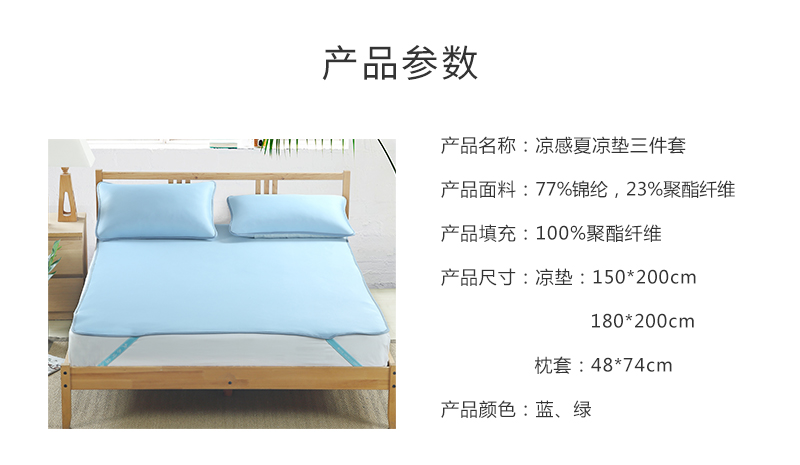 产品参数
产品名称：凉感夏凉垫三件套
产品面料：77%锦纶，23%聚酯纤维
产品填充：100%聚酯纤维
产品尺寸：凉垫：150*200cm
180*200cm
枕套：48*74cm
产品颜色：蓝、绿